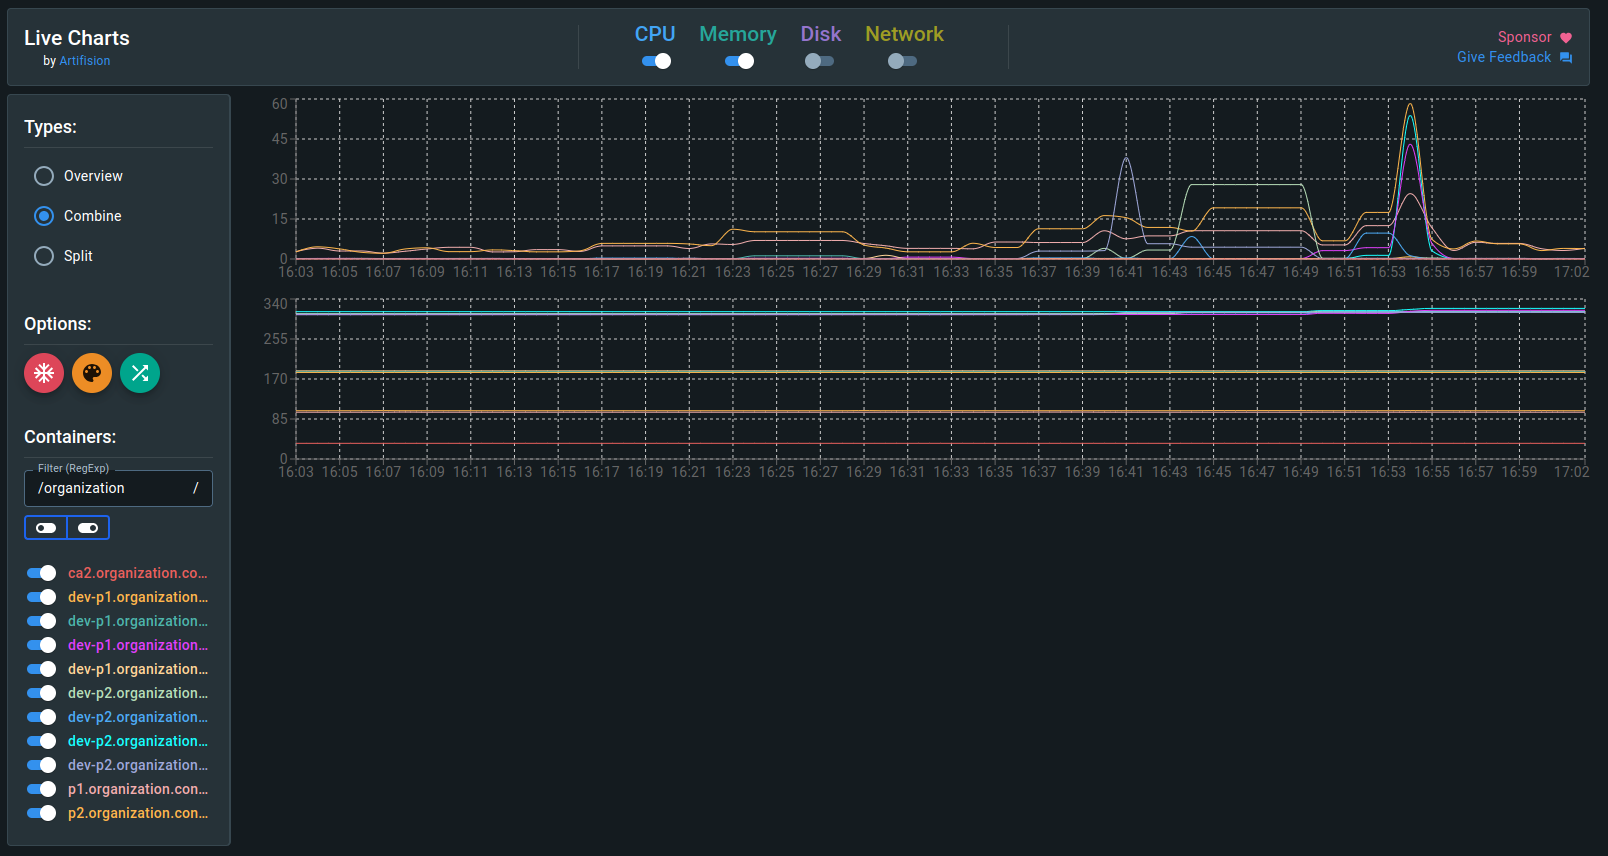 Live Charts
by Artifision
CPU Memory Disk Network
Sponsor
Give Feedback
Types:
Overview
Combine
Split
Options:
Containers:
Filter (RegExp)
/organization /
ca2.organization.co...
dev-p1.organization...
dev-p1.organization...
dev-p1.organization...
dev-p1.organization...
dev-p2.organization...
dev-p2.organization...
dev-p2.organization...
dev-p2.organization...
p1.organization.con...
p2.organization.con...
60
45
30
15
0
16:03 16:05 16:07 16:09 16:11 16:13 16:15 16:17 16:19 16:21 16:23 16:25 16:27 16:29 16:31 16:33 16:35 16:37 16:39 16:41 16:43 16:45 16:47 16:49 16:51 16:53 16:55 16:57 16:59 17:02
340
255
170
85
0
16:03 16:05 16:07 16:09 16:11 16:13 16:15 16:17 16:19 16:21 16:23 16:25 16:27 16:29 16:31 16:33 16:35 16:37 16:39 16:41 16:43 16:45 16:47 16:49 16:51 16:53 16:55 16:57 16:59 17:02